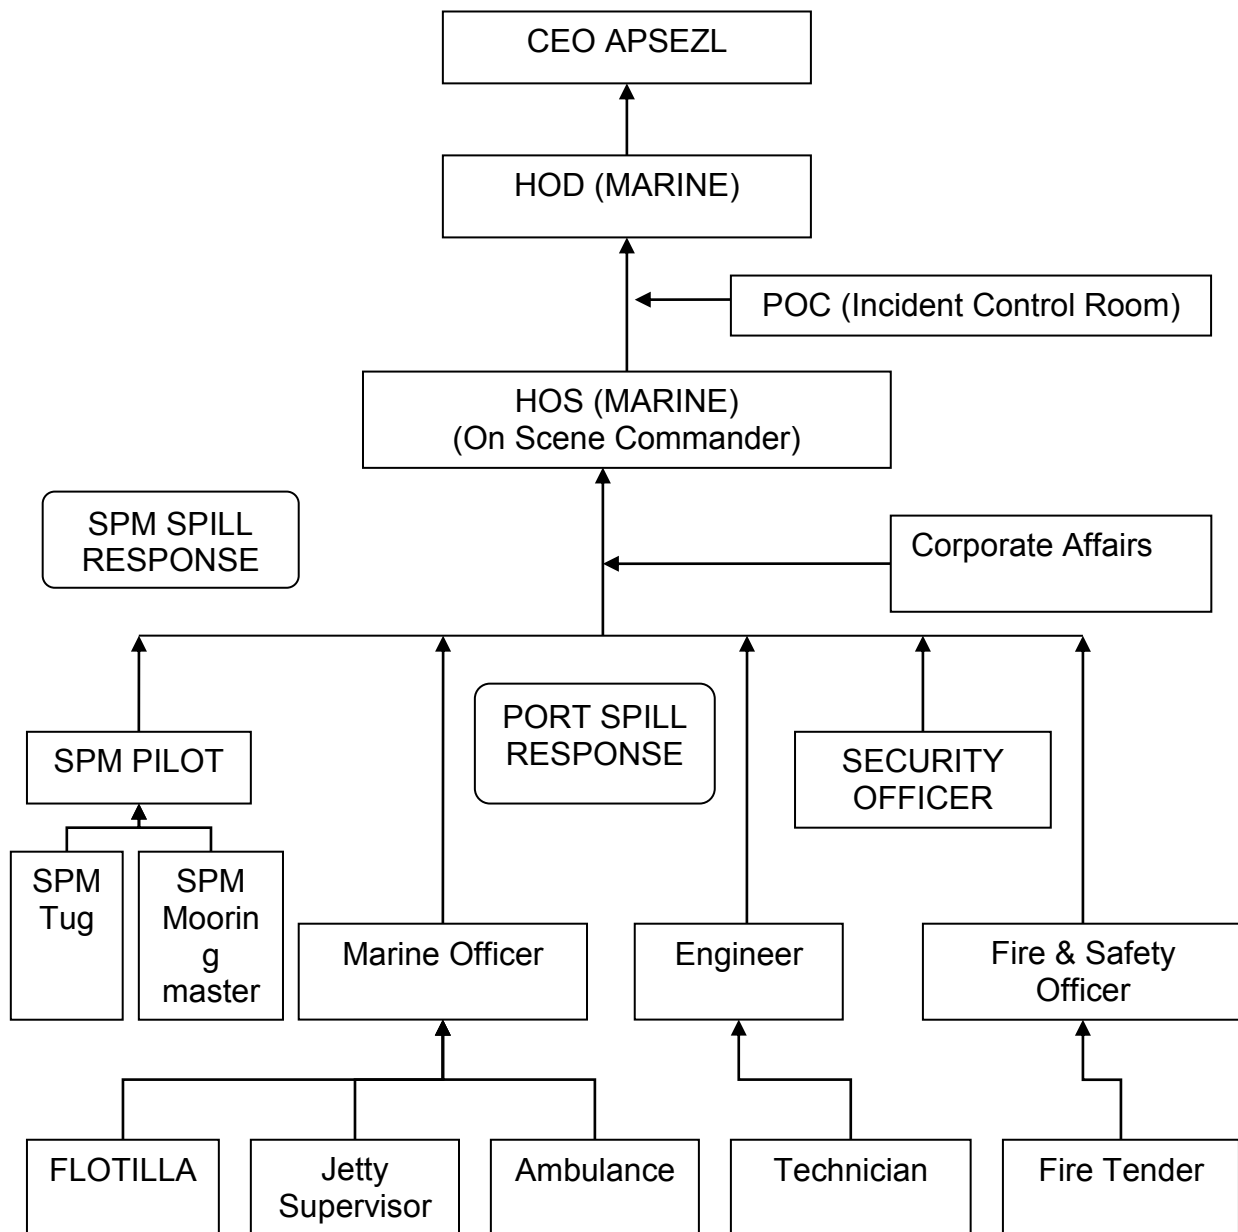 CEO APSEZL
HOD (MARINE)
POC (Incident Control Room)
HOS (MARINE)
(On Scene Commander)
SPM SPILL
RESPONSE
Corporate Affairs
PORT SPILL
RESPONSE
SPM PILOT
SECURITY
OFFICER
SPM
Tug
SPM
Moorin
g
master
Marine Officer
Engineer
Fire & Safety
Officer
FLOTILLA
Jetty
Supervisor
Ambulance
Technician
Fire Tender